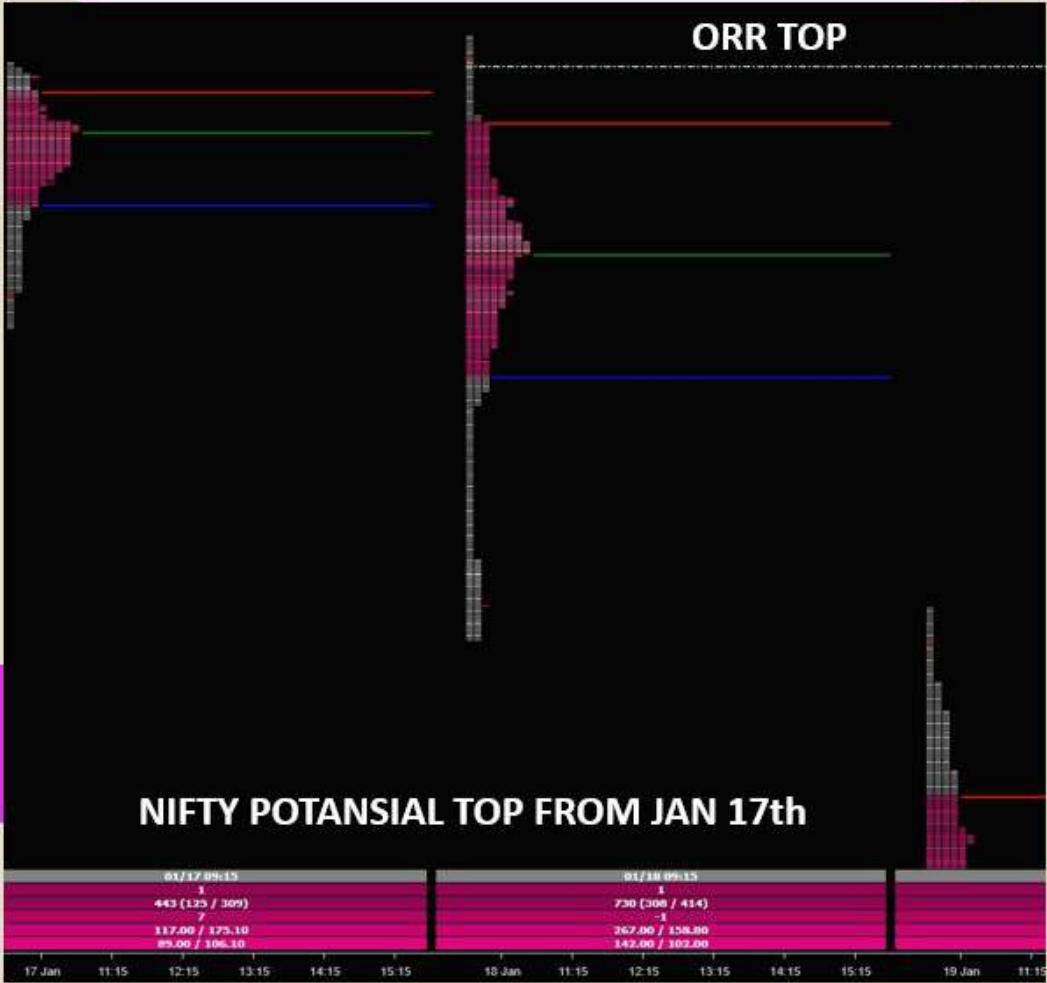 ORR TOP
NIFTY POTANSIAL TOP FROM JAN 17th
01/17 09:15
1
443 (125 / 309)
7
117.00 / 175.10
89.00 / 106.10
01/18 09:15
1
730 (308 / 414)
-1
267.00 / 158.80
142.00 / 102.00
17 Jan 11:15 12:15 13:15 14:15 15:15 18 Jan 11:15 12:15 13:15 14:15 15:15 19 Jan 11:15